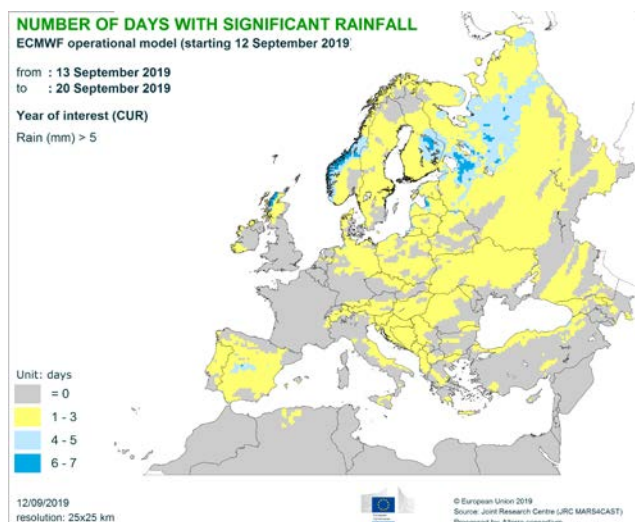 NUMBER OF DAYS WITH SIGNIFICANT RAINFALL
ECMWF operational model (starting 12 September 2019)
from : 13 September 2019
to : 20 September 2019
Year of interest (CUR)
Rain (mm) > 5
Unit: days
= 0
1 - 3
4 - 5
6 - 7
12/09/2019
resolution: 25x25 km
© European Union 2019
Source: Joint Research Centre (JRC MARS4CAST)